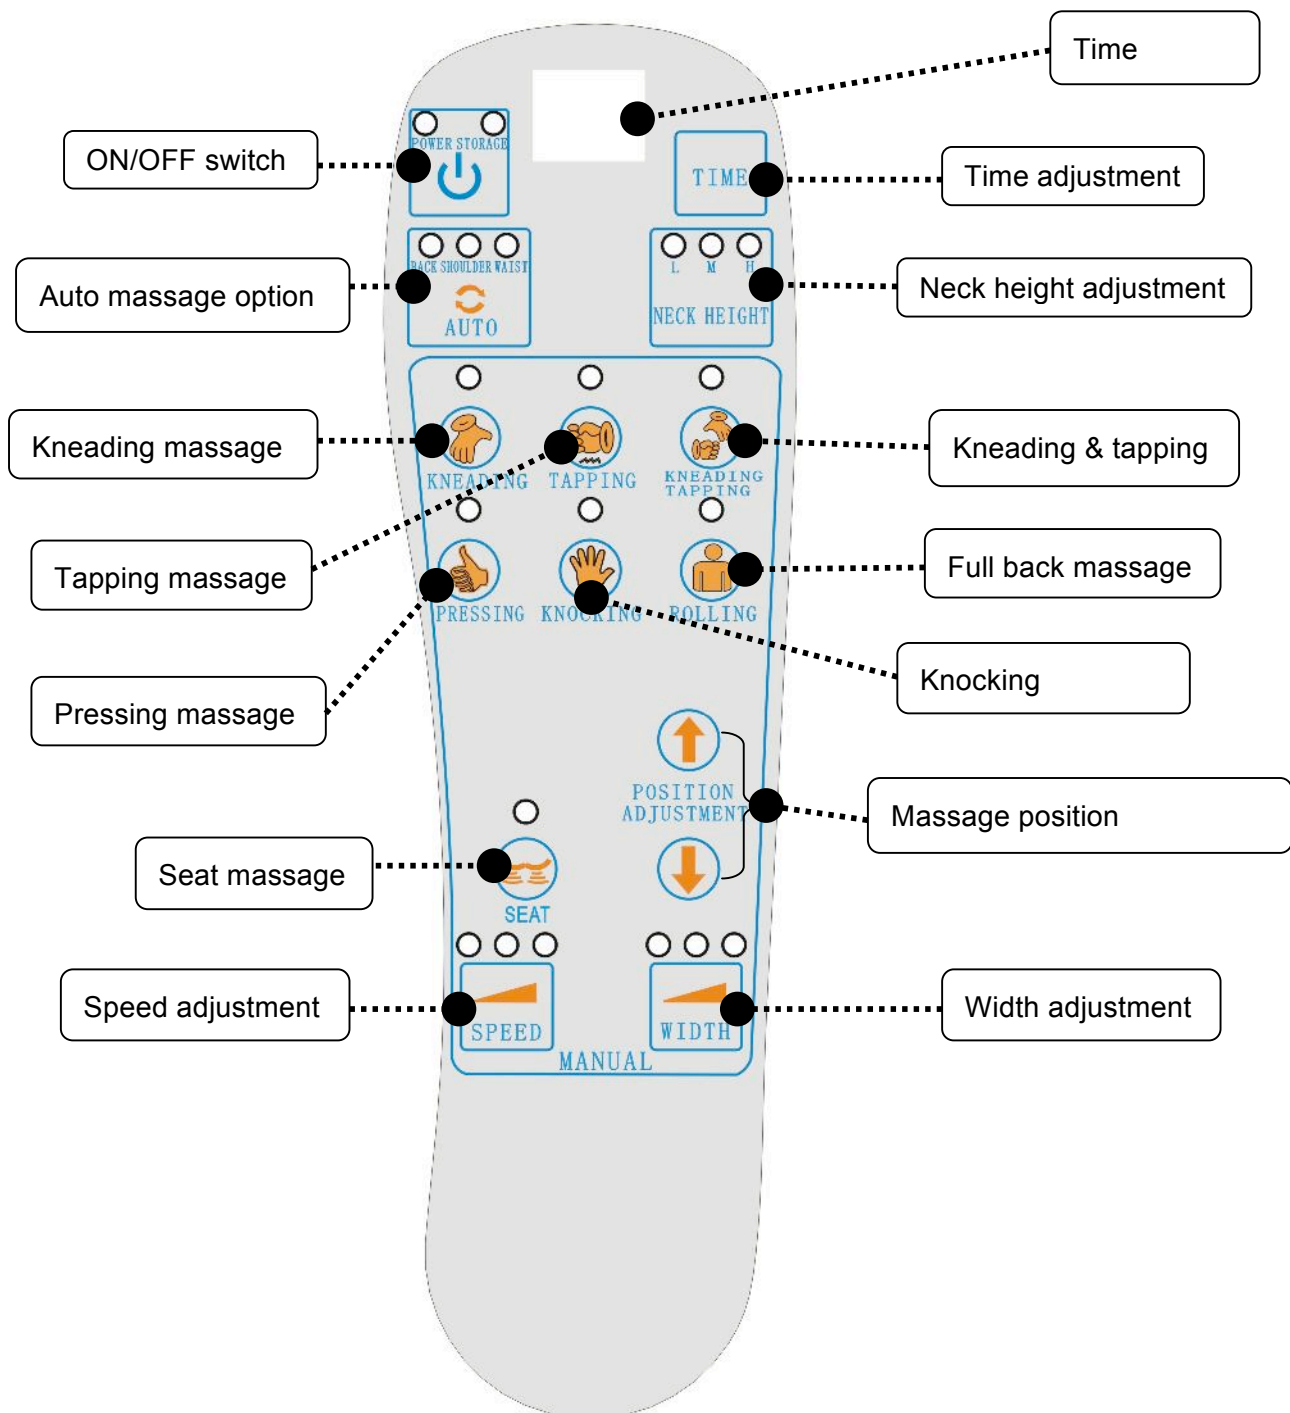 Time
ON/OFF switch
POWER STORAGE
TIME
Time adjustment
Auto massage option
BACK SHOULDER WAIST
AUTO
L M H
NECK HEIGHT
Neck height adjustment
Kneading massage
KNEADING
TAPPING
KNEADING
TAPPING
Kneading & tapping
Tapping massage
PRESSING
KNOCKING
ROLLING
Full back massage
Knocking
Pressing massage
POSITION
ADJUSTMENT
Massage position
Seat massage
SEAT
Speed adjustment
SPEED
WIDTH
Width adjustment
MANUAL